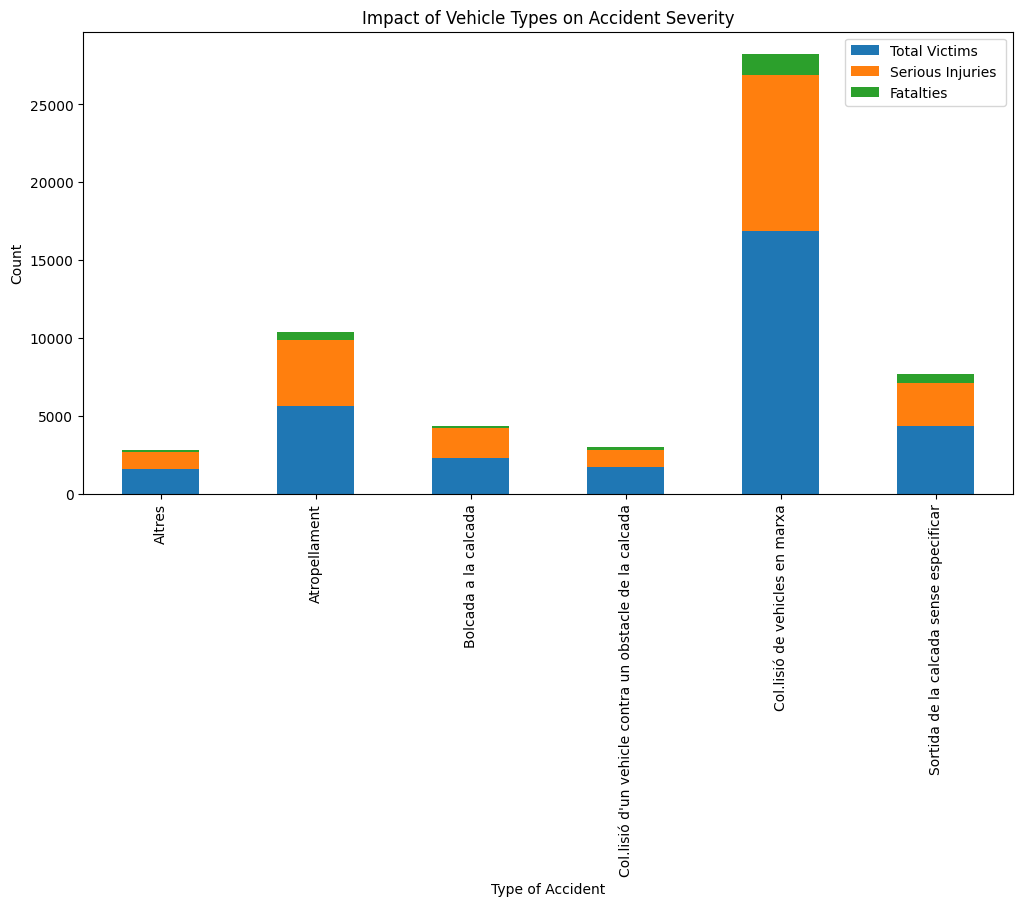 Impact of Vehicle Types on Accident Severity
Total Victims
Serious Injuries
Fatalties
Count
25000
20000
15000
10000
5000
0
Altres
Atropellament
Bolcada a la calcada
Col.lisió d'un vehicle contra un obstacle de la calcada
Col.lisió de vehicles en marxa
Sortida de la calcada sense especificar
Type of Accident